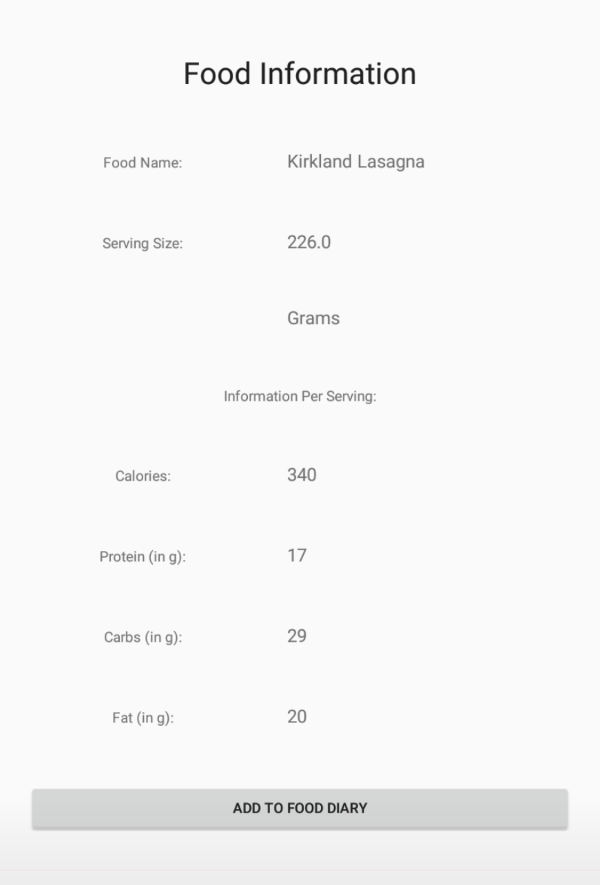 Food Information
Food Name: Kirkland Lasagna
Serving Size: 226.0
Grams
Information Per Serving:
Calories: 340
Protein (in g): 17
Carbs (in g): 29
Fat (in g): 20
ADD TO FOOD DIARY